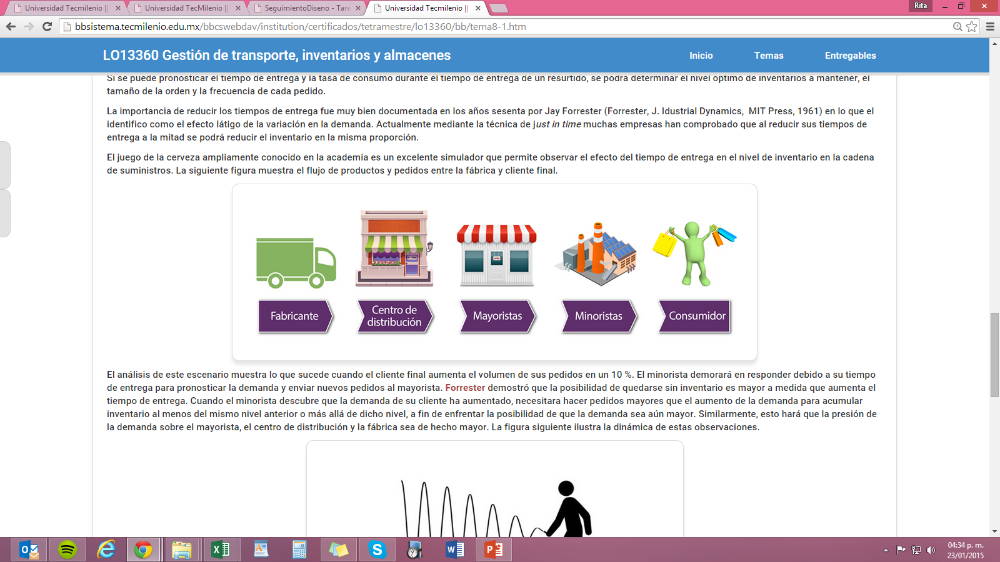 Universidad Tecmilenio ||
Universidad TecMilenio ||
SeguimientoDiseno - Tare
Universidad Tecmilenio ||
Rita
bbsistema.tecmilenio.edu.mx/bbcswebdav/institution/certificados/tetramestre/lo13360/bb/tema8-1.htm
LO13360 Gestión de transporte, inventarios y almacenes
Inicio
Temas
Entregables
Si se puede pronosticar el tiempo de entrega y la tasa de consumo durante el tiempo de entrega de un resurtido, se podrá determinar el nivel óptimo de inventarios a mantener, el
tamaño de la orden y la frecuencia de cada pedido.
La importancia de reducir los tiempos de entrega fue muy bien documentada en los años sesenta por Jay Forrester (Forrester, J. Idustrial Dynamics, MIT Press, 1961) en lo que el
identifico como el efecto látigo de la variación en la demanda. Actualmente mediante la técnica de just in time muchas empresas han comprobado que al reducir sus tiempos de
entrega a la mitad se podrá reducir el inventario en la misma proporción.
El juego de la cerveza ampliamente conocido en la academia es un excelente simulador que permite observar el efecto del tiempo de entrega en el nivel de inventario en la cadena
de suministros. La siguiente figura muestra el flujo de productos y pedidos entre la fábrica y cliente final.
Fabricante
Centro de
distribución
Mayoristas
Minoristas
Consumidor
El análisis de este escenario muestra lo que sucede cuando el cliente final aumenta el volumen de sus pedidos en un 10 %. El minorista demorará en responder debido a su tiempo
de entrega para pronosticar la demanda y enviar nuevos pedidos al mayorista. Forrester demostró que la posibilidad de quedarse sin inventario es mayor a medida que aumenta el
tiempo de entrega. Cuando el minorista descubre que la demanda de su cliente ha aumentado, necesitara hacer pedidos mayores que el aumento de la demanda para acumular
inventario al menos del mismo nivel anterior o más allá de dicho nivel, a fin de enfrentar la posibilidad de que la demanda sea aún mayor. Similarmente, esto hará que la presión de
la demanda sobre el mayorista, el centro de distribución y la fábrica sea de hecho mayor. La figura siguiente ilustra la dinámica de estas observaciones.
04:34 p. m.
23/01/2015